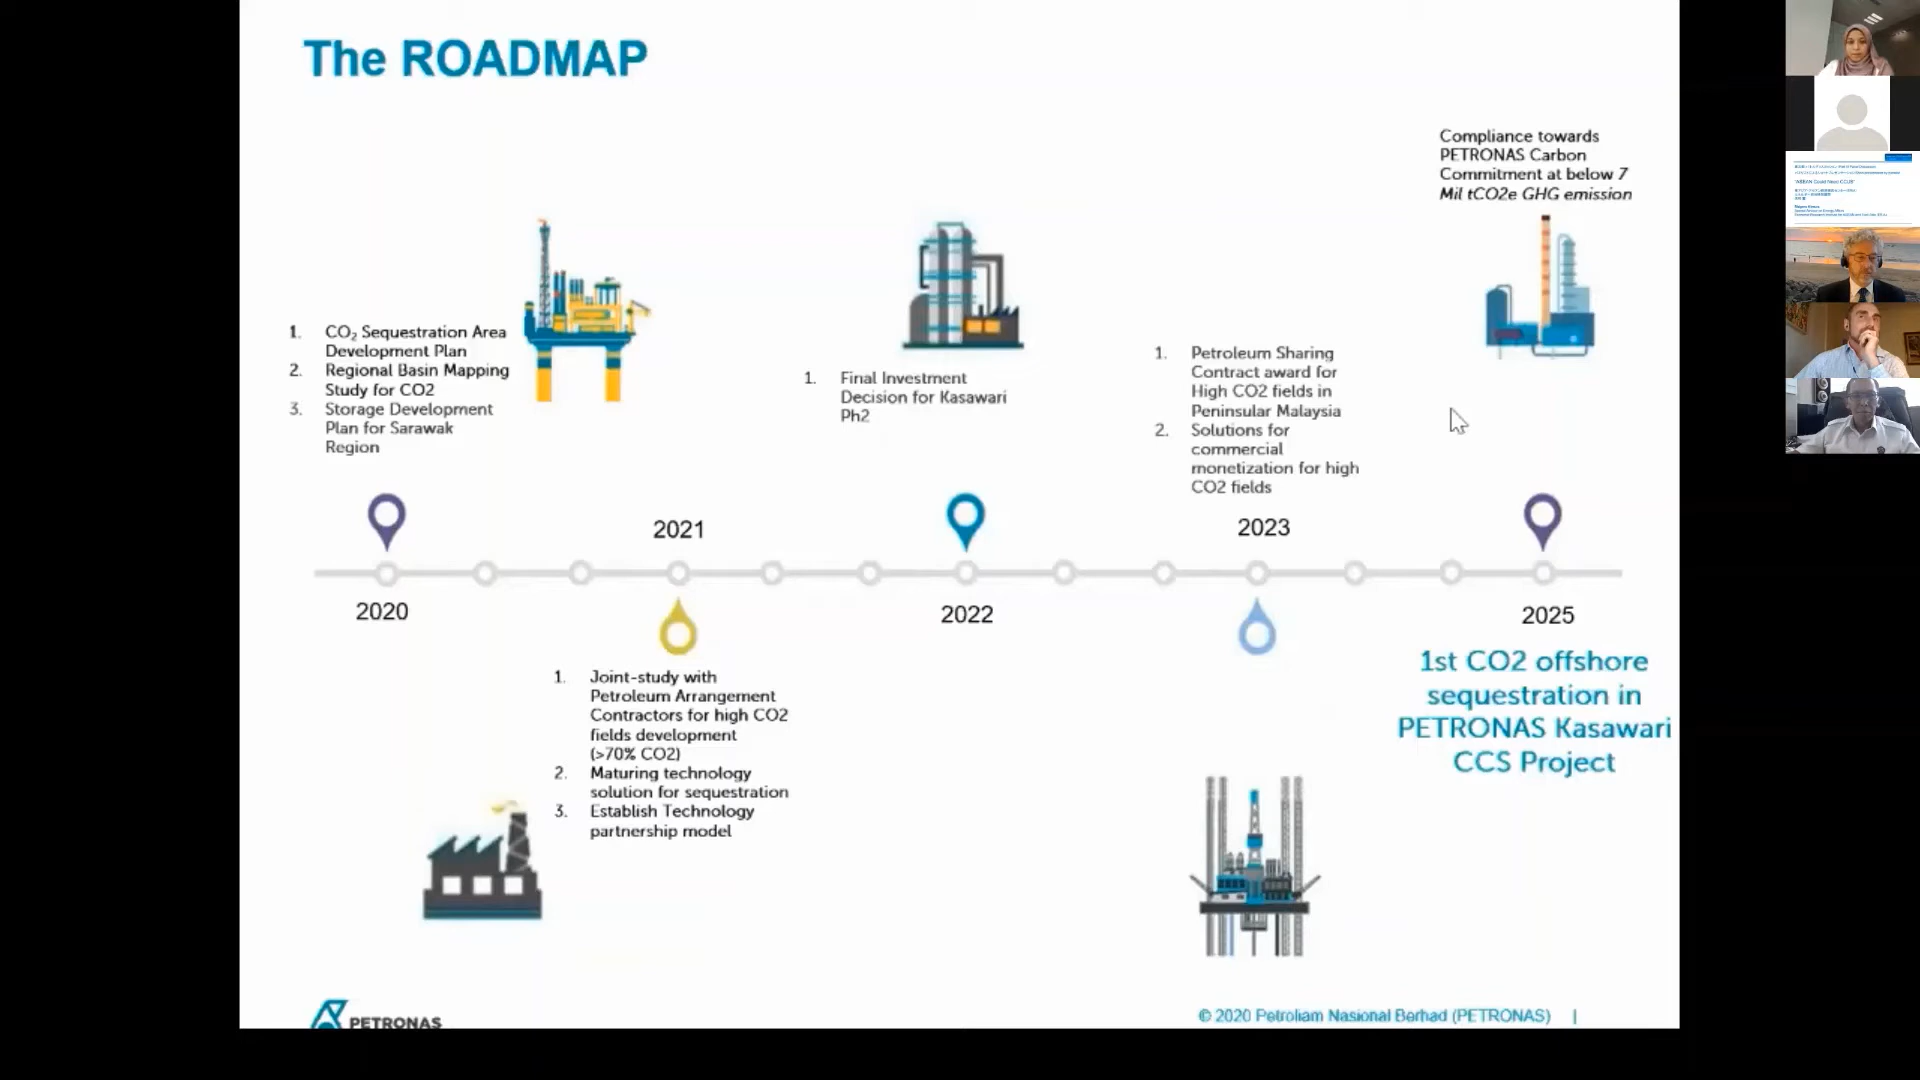 The ROADMAP
Compliance towards
PETRONAS Carbon
Commitment at below 7
Mil tCO2e GHG emission
1. CO₂ Sequestration Area
Development Plan
2. Regional Basin Mapping
Study for CO2
3. Storage Development
Plan for Sarawak
Region
1. Final Investment
Decision for Kasawari
Ph2
1. Petroleum Sharing
Contract award for
High CO2 fields in
Peninsular Malaysia
2. Solutions for
commercial
monetization for high
CO2 fields
2021
2023
2020
2022
2025
1. Joint-study with
Petroleum Arrangement
Contractors for high CO2
fields development
(>70% CO2)
2. Maturing technology
solution for sequestration
3. Establish Technology
partnership model
1st CO2 offshore
sequestration in
PETRONAS Kasawari
CCS Project
PETRONAS
© 2020 Petroliam Nasional Berhad (PETRONAS) |